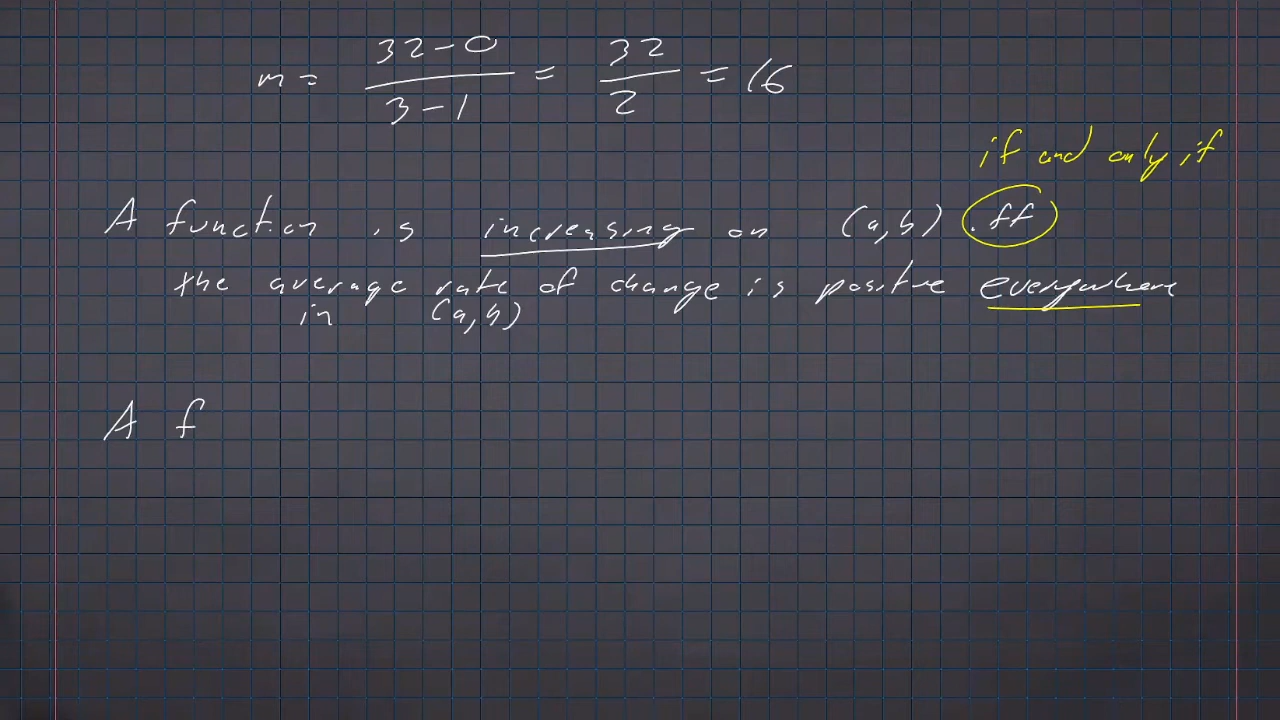 m = 32-0 / 3-1 = 32 / 2 = 16
if and only if
A function is increasing on (a,b) iff
the average rate of change is positive everywhere
in (a,b)
A f